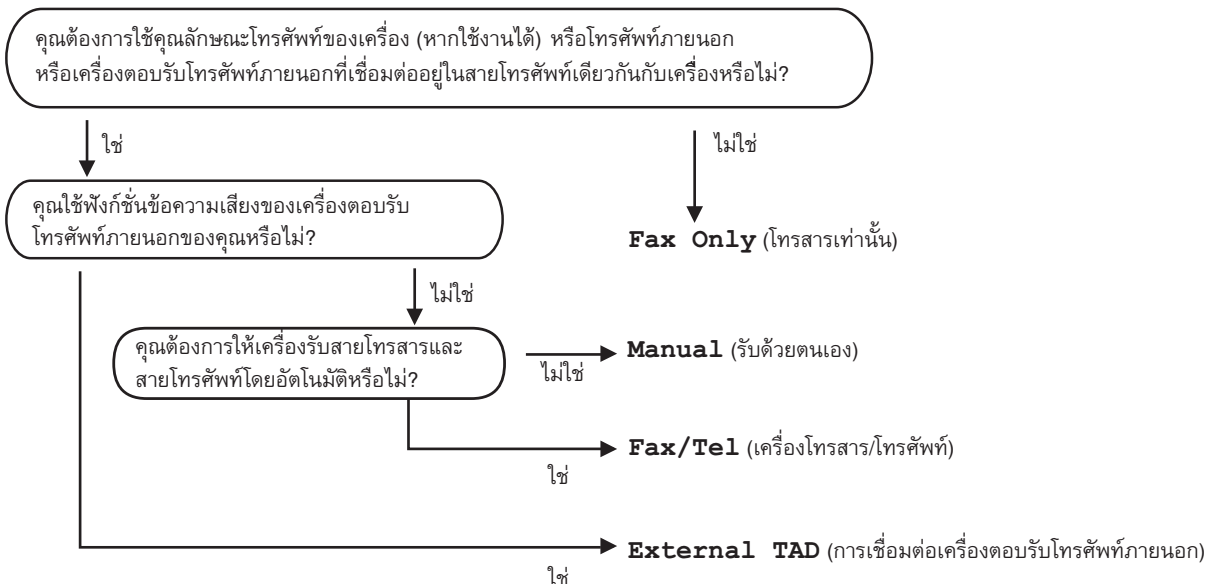 คุณต้องการใช้คุณลักษณะโทรศัพท์ของเครื่อง (หากใช้งานได้) หรือโทรศัพท์ภายนอก
หรือเครื่องตอบรับโทรศัพท์ภายนอกที่เชื่อมต่ออยู่ในสายโทรศัพท์เดียวกันกับเครื่องหรือไม่?
ใช่
ไม่ใช่
คุณใช้ฟังก์ชั่นข้อความเสียงของเครื่องตอบรับ
โทรศัพท์ภายนอกของคุณหรือไม่?
Fax Only (โทรสารเท่านั้น)
ไม่ใช่
คุณต้องการให้เครื่องรับสายโทรสารและ
สายโทรศัพท์โดยอัตโนมัติหรือไม่?
ไม่ใช่
Manual (รับด้วยตนเอง)
Fax/Tel (เครื่องโทรสาร/โทรศัพท์)
ใช่
External TAD (การเชื่อมต่อเครื่องตอบรับโทรศัพท์ภายนอก)
ใช่